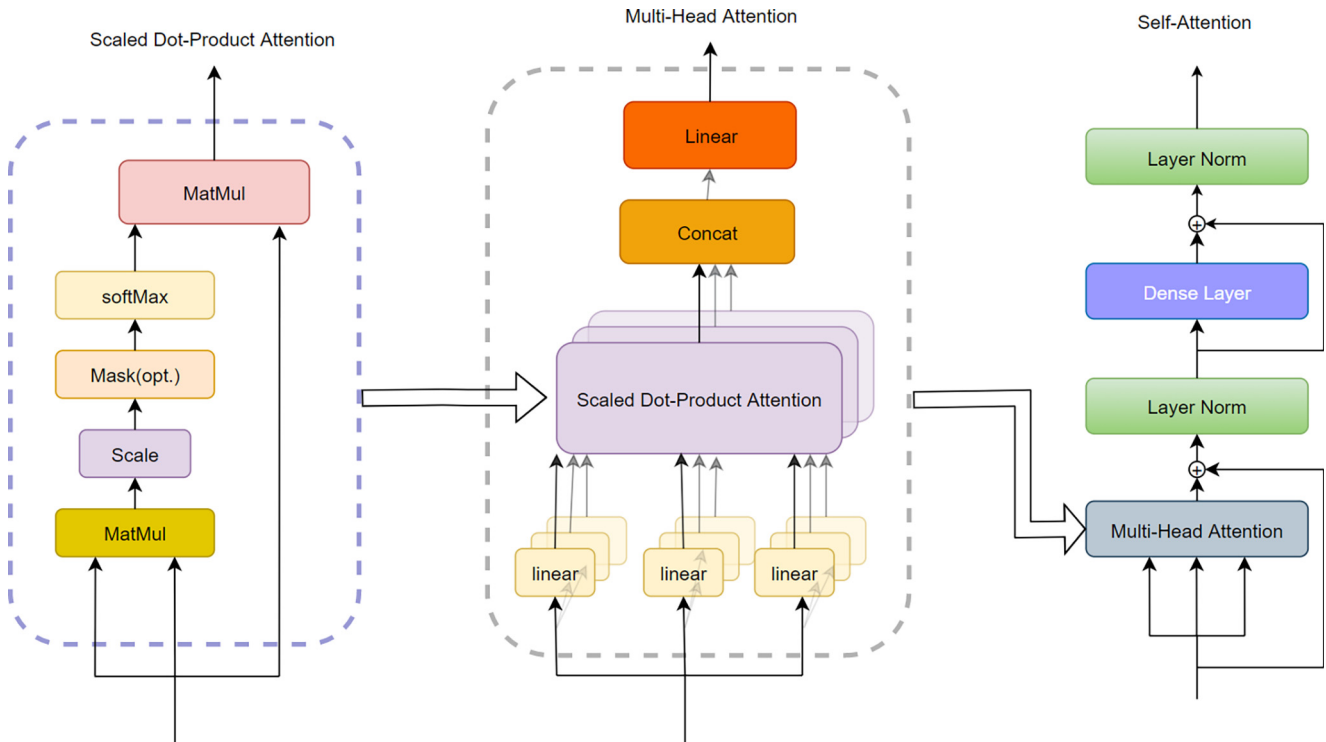 Scaled Dot-Product Attention
MatMul
softMax
Mask(opt.)
Scale
MatMul
Multi-Head Attention
Linear
Concat
Scaled Dot-Product Attention
linear
linear
linear
Self-Attention
Layer Norm
+
Dense Layer
Layer Norm
+
Multi-Head Attention